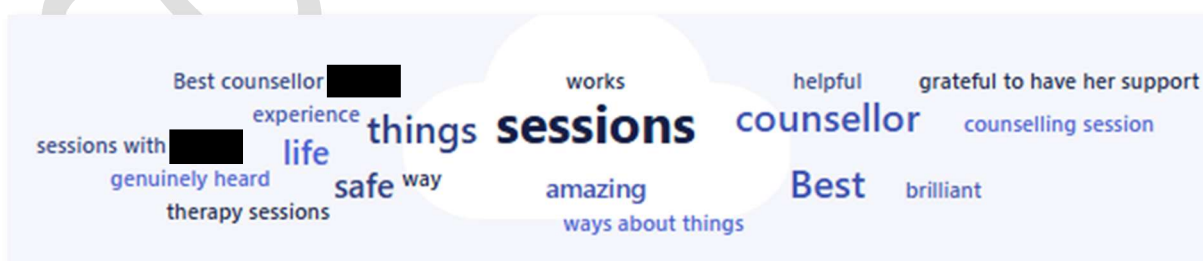 Best counsellor works helpful grateful to have her support
experience things sessions counsellor counselling session
sessions with life
genuinely heard safe way amazing Best brilliant
therapy sessions ways about things